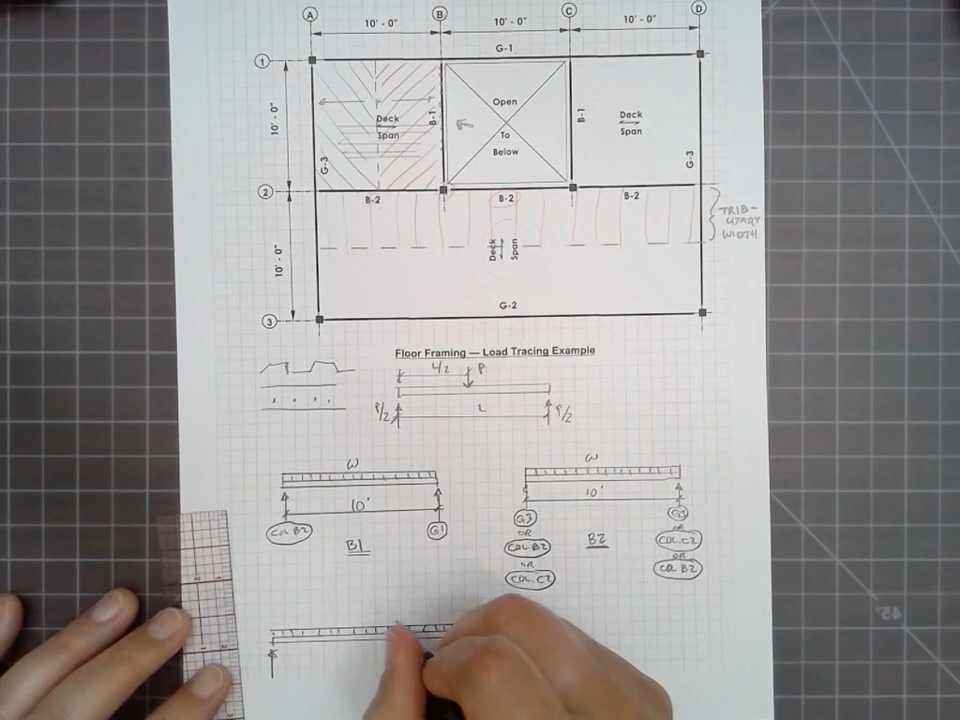 A B C D
10' - 0" 10' - 0" 10' - 0"
G-1
1
10' - 0"
Deck
Span
B-1
Open
To
Below
B-1
Deck
Span
G-3
G-3
2
B-2 B-2 B-2
TRIB-
UTARY
WIDTH
10' - 0"
Deck
Span
G-2
3
Floor Framing — Load Tracing Example
L/2 P
P/2 L P/2
W
10'
COL B2 G1
B1
W
10'
G3 G3
OR OR
COL B2 COL C2
OR OR
COL C2 COL B2
B2
45°